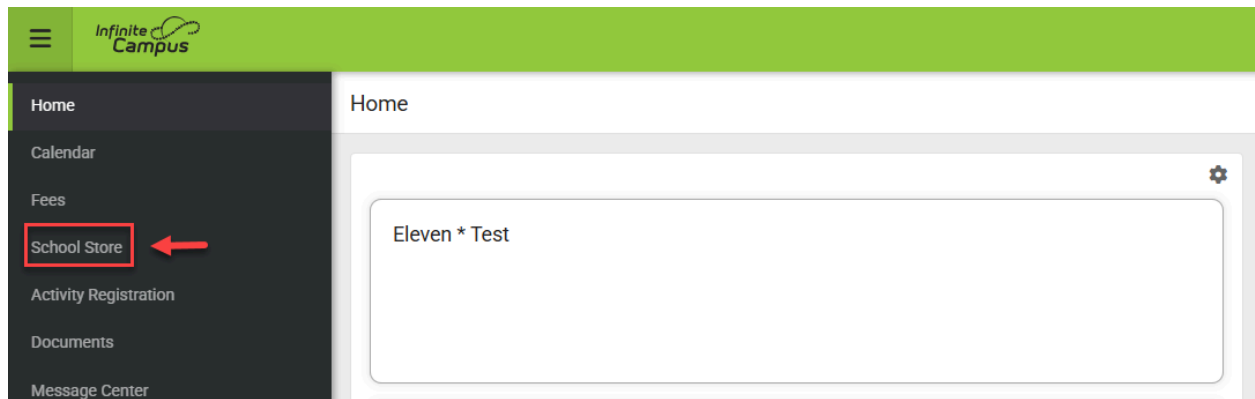 Infinite
Campus
Home
Home
Calendar
Fees
Eleven * Test
School Store
Activity Registration
Documents
Message Center